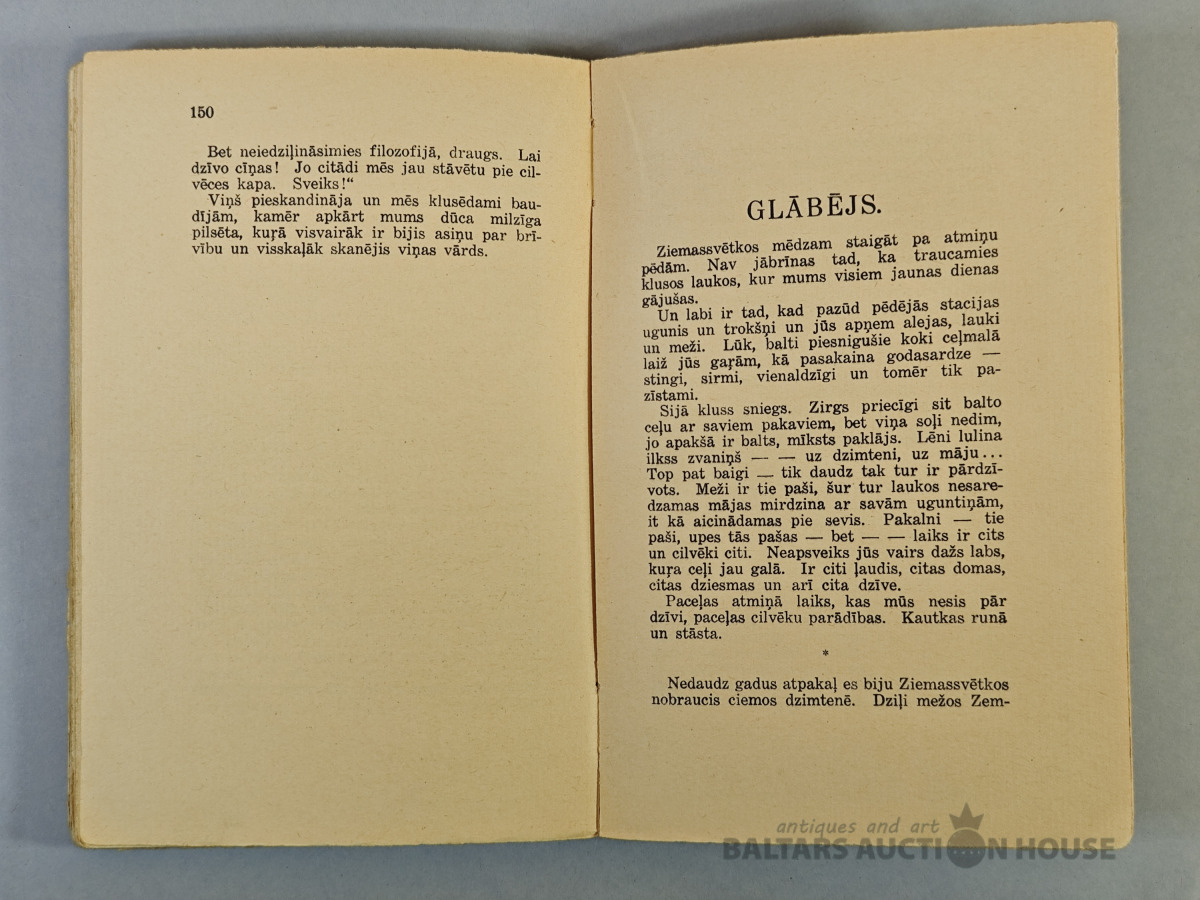 150
Bet neiedziļināsimies filozofijā, draugs. Lai
dzīvo cīņas! Jo citādi mēs jau stāvētu pie cil-
vēces kapa. Sveiks!“
Viņš pieskandināja un mēs klusēdami bau-
dījām, kamēr apkārt mums dūca milzīga
pilsēta, kuŗā visvairāk ir bijis asiņu par brī-
vību un visskaļāk skanējis viņas vārds.
GLĀBĒJS.
Ziemassvētkos mēdzam staigāt pa atmiņu
pēdām. Nav jābrīnas tad, ka traucamies
klusos laukos, kur mums visiem jaunas dienas
gājušas.
Un labi ir tad, kad pazūd pēdējās stacijas
ugunis un trokšņi un jūs apņem alejas, lauki
un meži. Lūk, balti piesnigušie koki ceļmalā
laiž jūs gaŗām, kā pasakaina godasardze —
stingi, sirmi, vienaldzīgi un tomēr tik pa-
zīstami.
Sijā kluss sniegs. Zirgs priecīgi sit balto
ceļu ar saviem pakaviem, bet viņa soļi nedim,
jo apakšā ir balts, mīksts paklājs. Lēni lulina
ilkss zvaniņš — — uz dzimteni, uz māju...
Top pat baigi — tik daudz tak tur ir pārdzī-
vots. Meži ir tie paši, šur tur laukos nesare-
dzamas mājas mirdzina ar savām uguntiņām,
it kā aicinādamas pie sevis. Pakalni — tie
paši, upes tās pašas — bet — — laiks ir cits
un cilvēki citi. Neapsveiks jūs vairs dažs labs,
kuŗa ceļi jau galā. Ir citi ļaudis, citas domas,
citas dziesmas un arī cita dzīve.
Paceļas atmiņā laiks, kas mūs nesis pār
dzīvi, paceļas cilvēku parādības. Kautkas runā
un stāsta.
*
Nedaudz gadus atpakaļ es biju Ziemassvētkos
nobraucis ciemos dzimtenē. Dziļi mežos Zem-
antiques and art
BALTARS AUCTION HOUSE